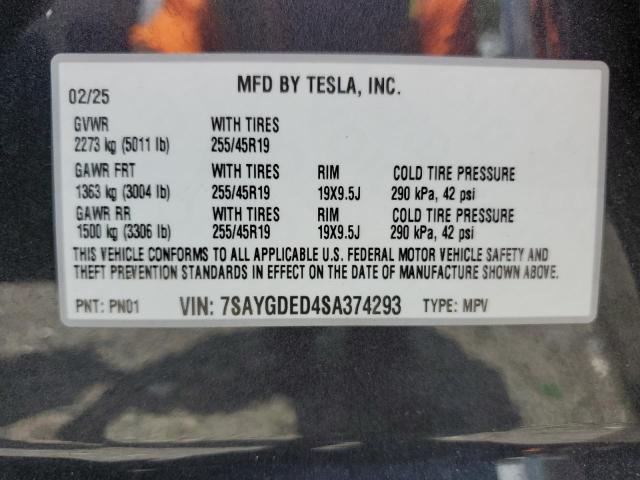 MFD BY TESLA, INC.
02/25
GVWR WITH TIRES
2273 kg (5011 lb) 255/45R19
GAWR FRT WITH TIRES RIM COLD TIRE PRESSURE
1363 kg (3004 lb) 255/45R19 19X9.5J 290 kPa, 42 psi
GAWR RR WITH TIRES RIM COLD TIRE PRESSURE
1500 kg (3306 lb) 255/45R19 19X9.5J 290 kPa, 42 psi
THIS VEHICLE CONFORMS TO ALL APPLICABLE U.S. FEDERAL MOTOR VEHICLE SAFETY AND
THEFT PREVENTION STANDARDS IN EFFECT ON THE DATE OF MANUFACTURE SHOWN ABOVE.
PNT: PN01 VIN: 7SAYGDED4SA374293 TYPE: MPV